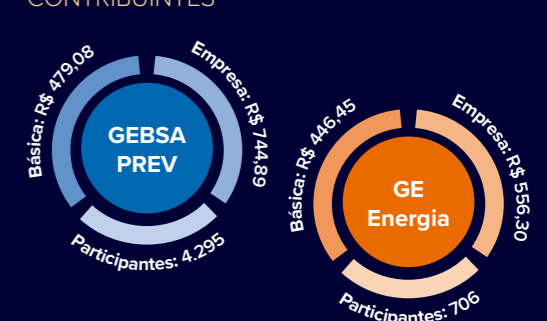 CONTRIBUINTES
Básica: R$ 479,08
Empresa: R$ 744,89
GEBSA
PREV
Participantes: 4.295
Básica: R$ 446,45
Empresa: R$ 556,30
GE
Energia
Participantes: 706